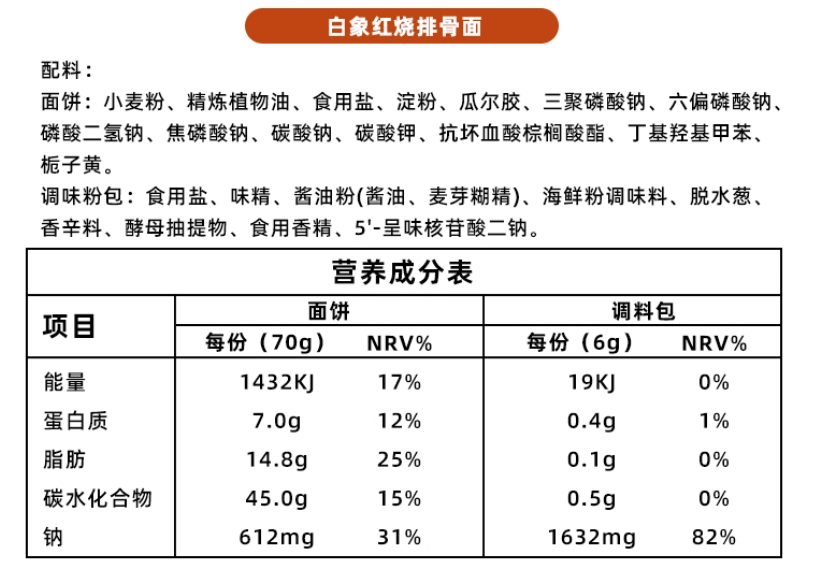 白象红烧排骨面
配料：
面饼：小麦粉、精炼植物油、食用盐、淀粉、瓜尔胶、三聚磷酸钠、六偏磷酸钠、
磷酸二氢钠、焦磷酸钠、碳酸钠、碳酸钾、抗坏血酸棕榈酸酯、丁基羟基甲苯、
栀子黄。
调味粉包：食用盐、味精、酱油粉(酱油、麦芽糊精)、海鲜粉调味料、脱水葱、
香辛料、酵母抽提物、食用香精、5'-呈味核苷酸二钠。
营养成分表
项目 面饼 调料包
每份（70g） NRV% 每份（6g） NRV%
能量 1432KJ 17% 19KJ 0%
蛋白质 7.0g 12% 0.4g 1%
脂肪 14.8g 25% 0.1g 0%
碳水化合物 45.0g 15% 0.5g 0%
钠 612mg 31% 1632mg 82%